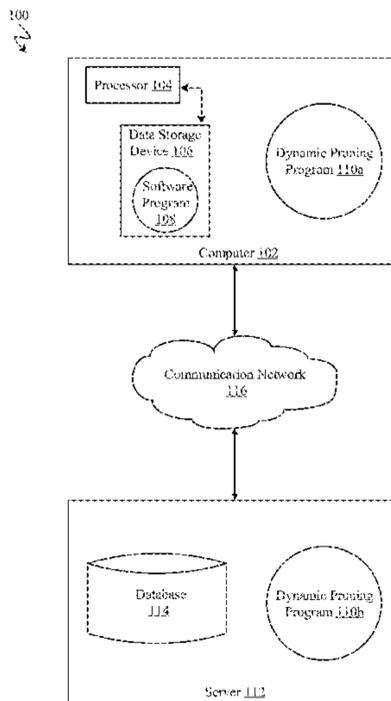 100
Processor 104
Data Storage
Device 106
Software
Program
108
Dynamic Pruning
Program 110a
Computer 102
Communication Network
116
Database
114
Dynamic Pruning
Program 110b
Server 112